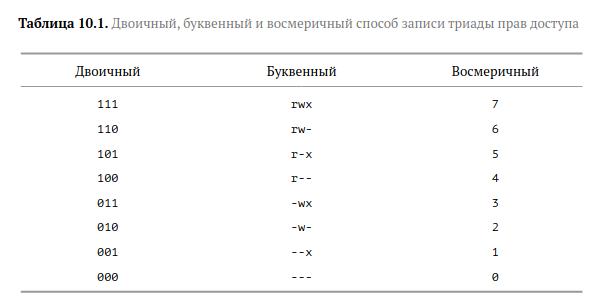 Таблица 10.1. Двоичный, буквенный и восмеричный способ записи триады прав доступа
Двоичный Буквенный Восмеричный
111 rwx 7
110 rw- 6
101 r-x 5
100 r-- 4
011 -wx 3
010 -w- 2
001 --x 1
000 --- 0